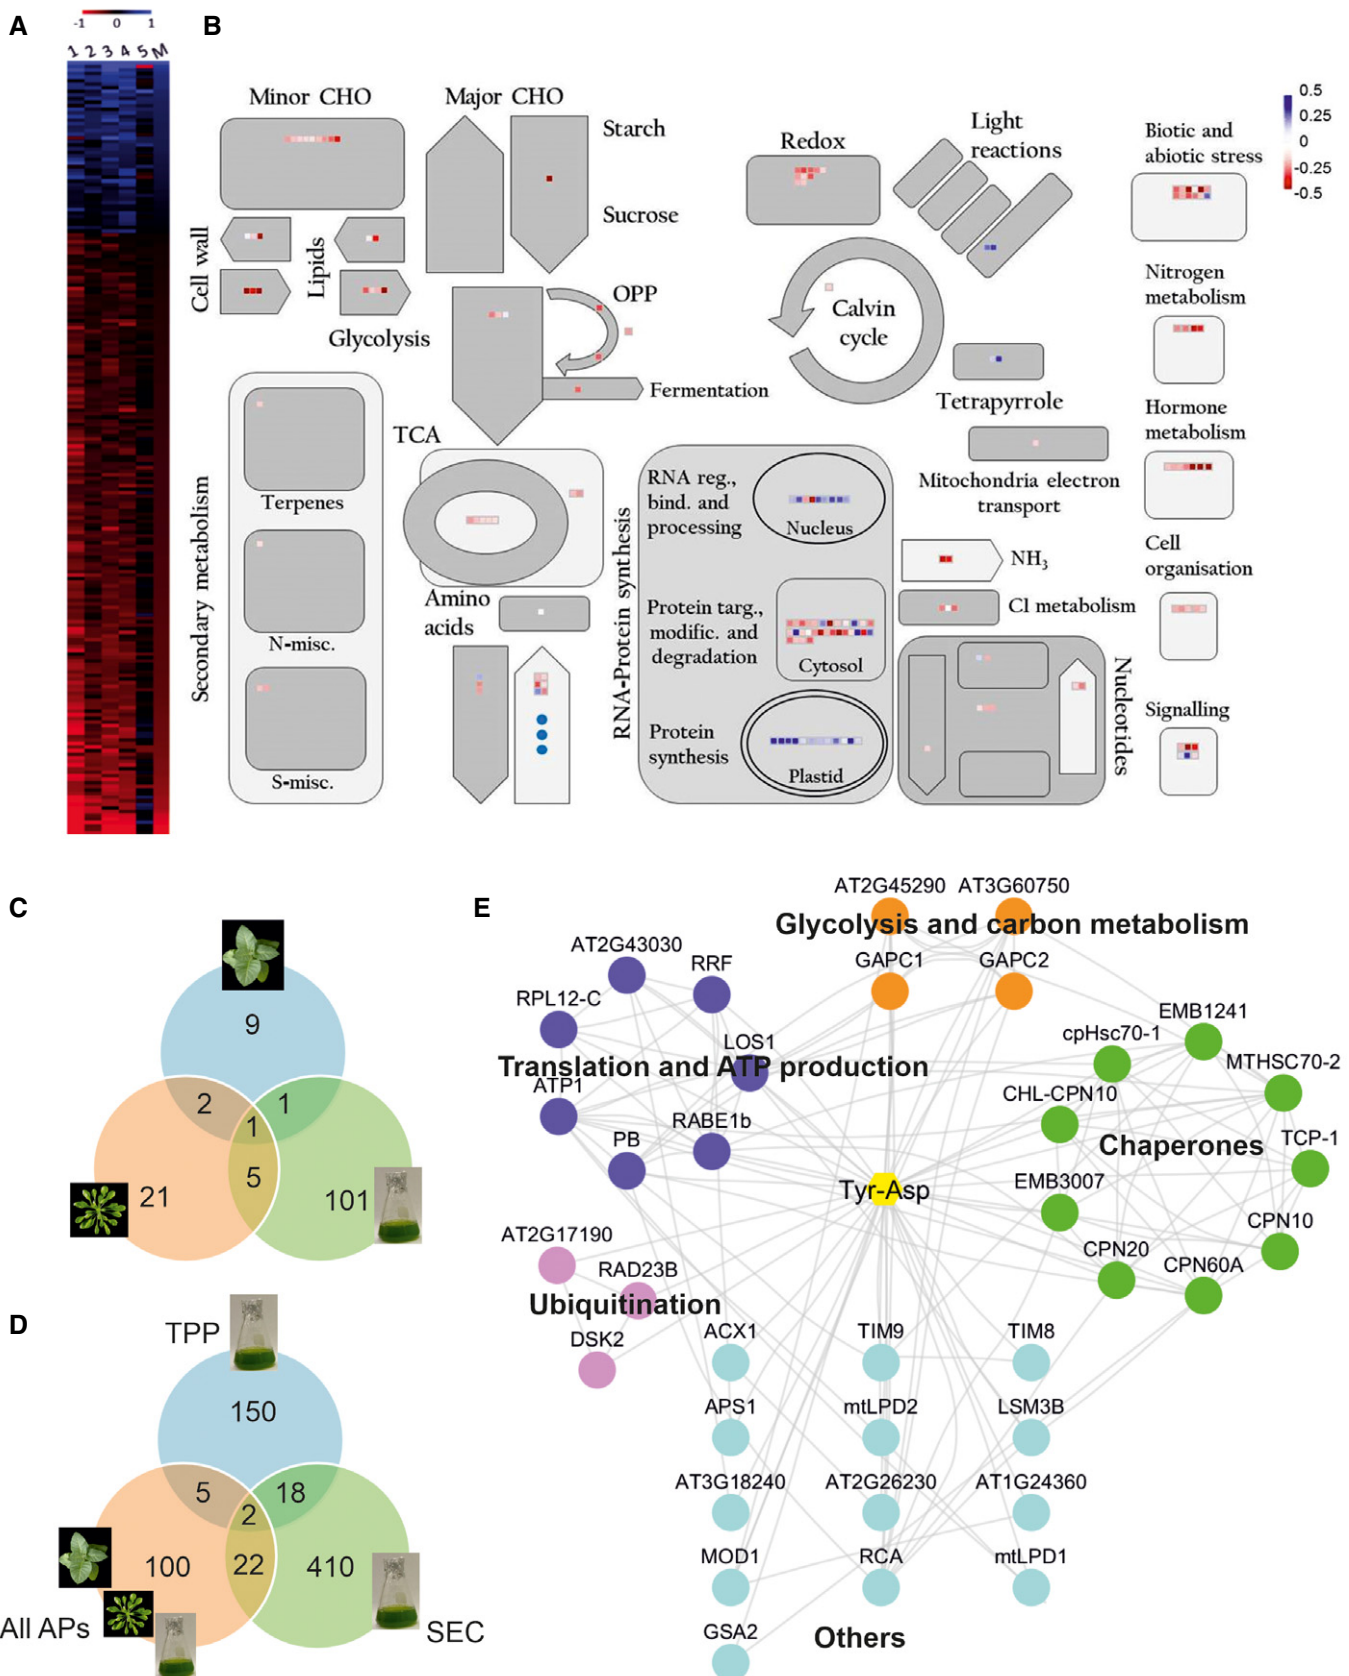 A
-1 0 1
1 2 3 4 5 M
B
Minor CHO
Major CHO
Starch
Sucrose
Cell wall
Lipids
Glycolysis
OPP
Fermentation
TCA
Secondary metabolism
Terpenes
N-misc.
S-misc.
Amino
acids
Redox
Light
reactions
Calvin
cycle
Tetrapyrrole
Mitochondria electron
transport
RNA-Protein synthesis
RNA reg.,
bind. and
processing
Nucleus
Protein targ.,
modific. and
degradation
Cytosol
Protein
synthesis
Plastid
NH3
C1 metabolism
Nucleotides
0.5
0.25
0
-0.25
-0.5
Biotic and
abiotic stress
Nitrogen
metabolism
Hormone
metabolism
Cell
organisation
Signalling
C
9
2
1
1
5
21
101
D
TPP
150
5
18
2
22
100
410
All APs
SEC
E
AT2G45290 AT3G60750
Glycolysis and carbon metabolism
GAPC1 GAPC2
AT2G43030
RRF
RPL12-C
LOS1
Translation and ATP production
ATP1
RABE1b
PB
EMB1241
cpHsc70-1
MTHSC70-2
CHL-CPN10
Chaperones
TCP-1
EMB3007
CPN10
CPN20
CPN60A
Tyr-Asp
AT2G17190
RAD23B
Ubiquitination
DSK2
ACX1 TIM9 TIM8
APS1 mtLPD2 LSM3B
AT3G18240 AT2G26230 AT1G24360
MOD1 RCA mtLPD1
GSA2
Others